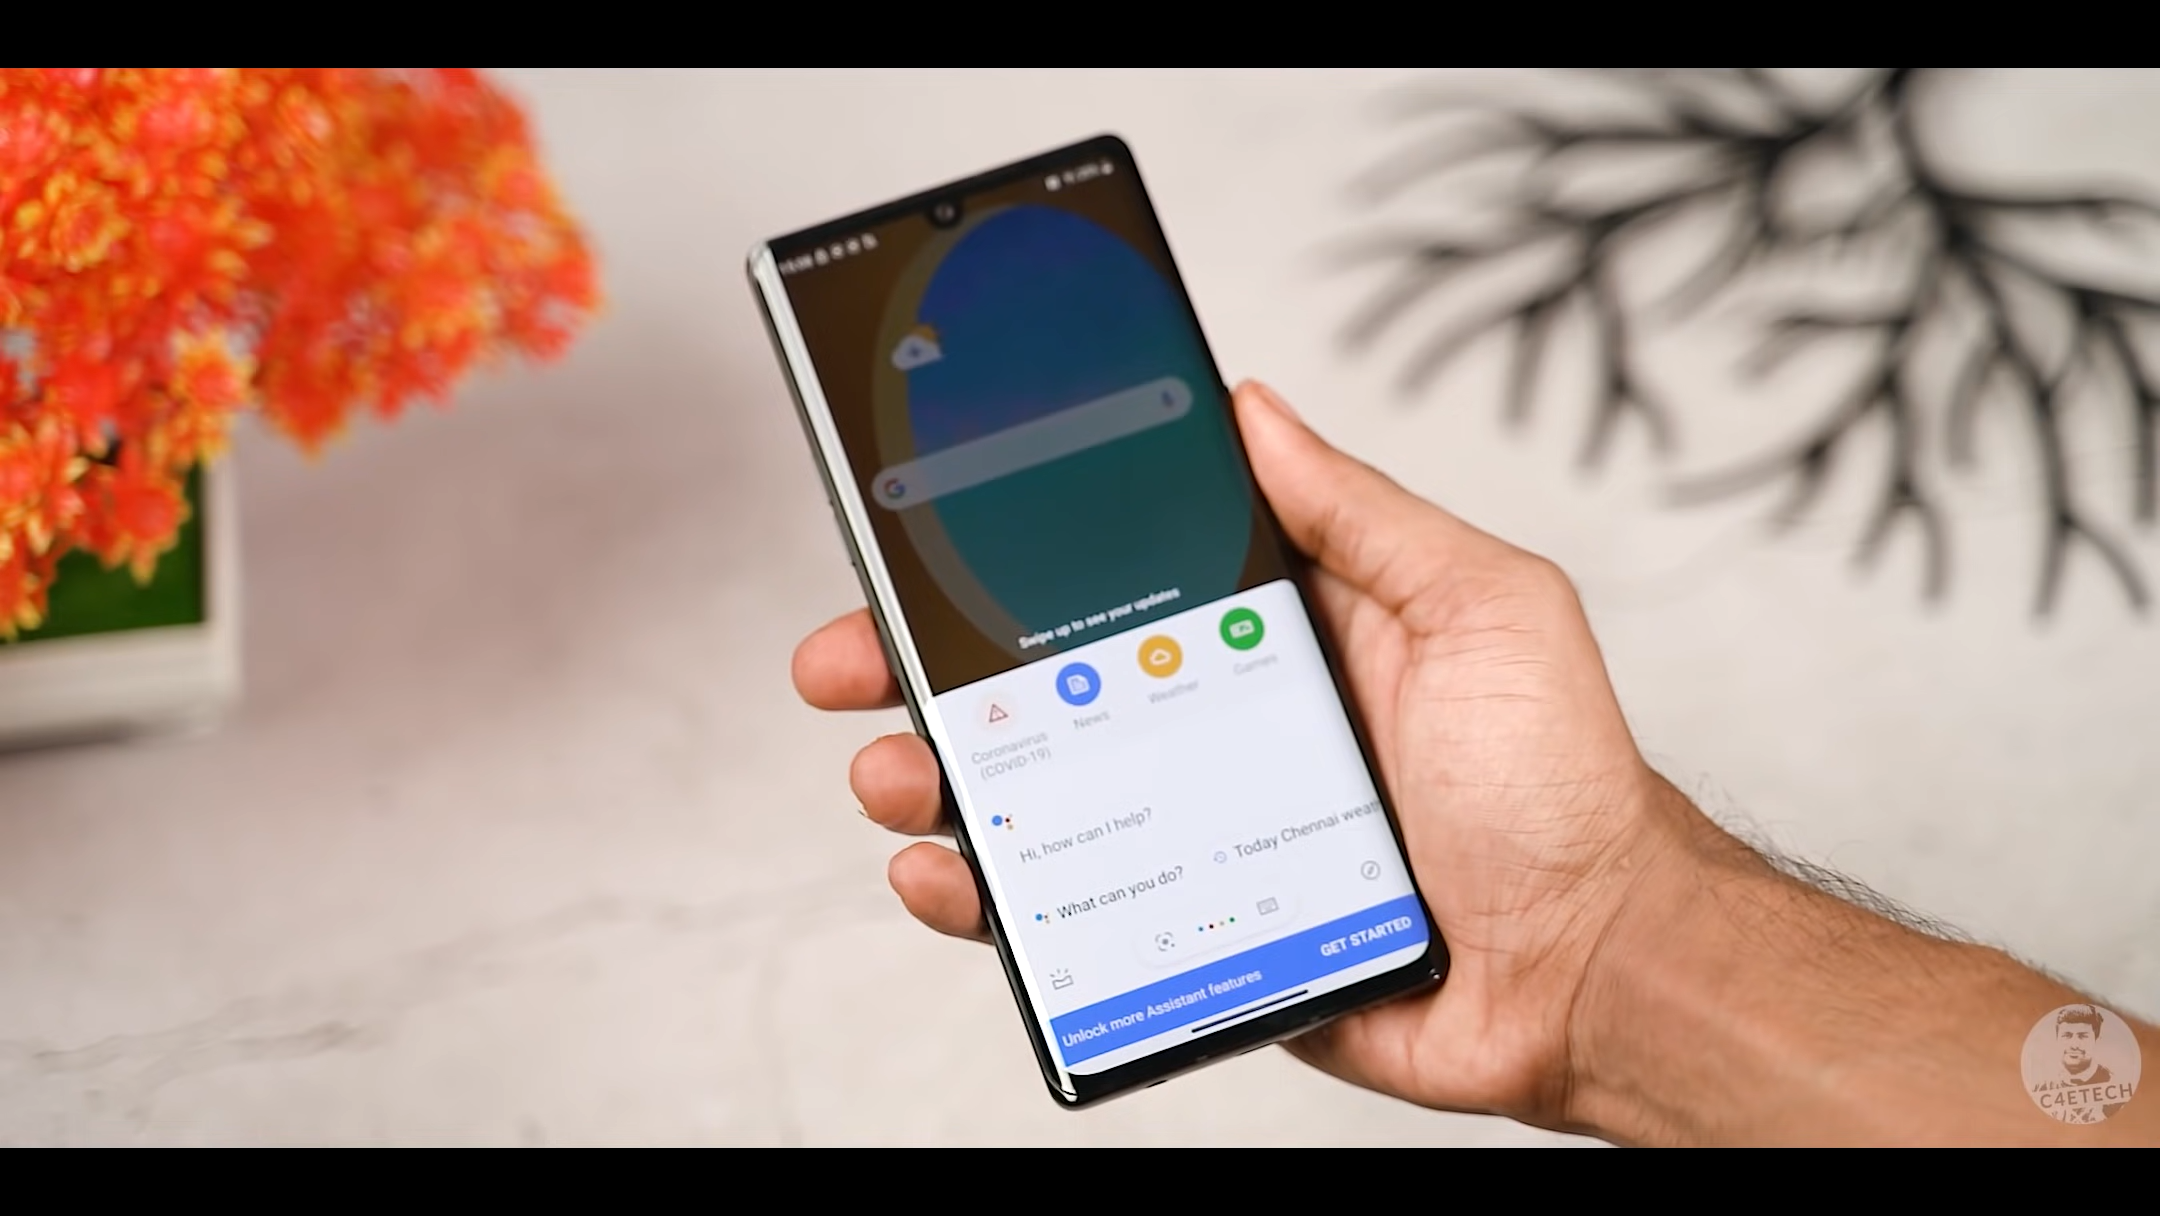 Swipe up to see your updates
Coronavirus
(COVID-19)
News
Weather
Games
Hi, how can I help?
What can you do?
Today Chennai weath
Unlock more Assistant features
GET STARTED
C4ETECH